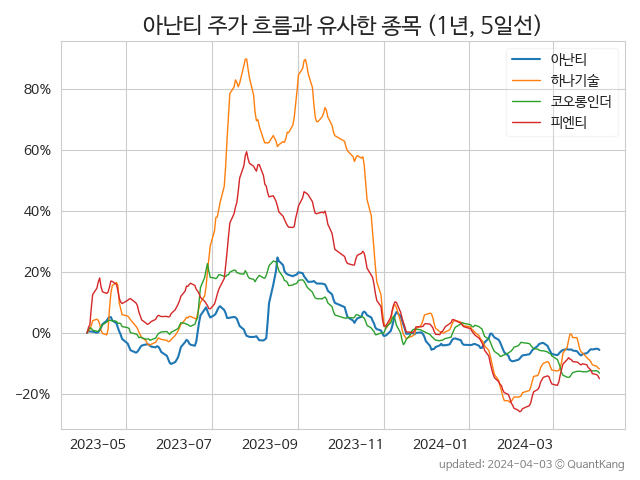 아난티 주가 흐름과 유사한 종목 (1년, 5일선)
아난티
하나기술
코오롱인더
피엔티
80%
60%
40%
20%
0%
−20%
2023-05 2023-07 2023-09 2023-11 2024-01 2024-03
updated: 2024-04-03 © QuantKang